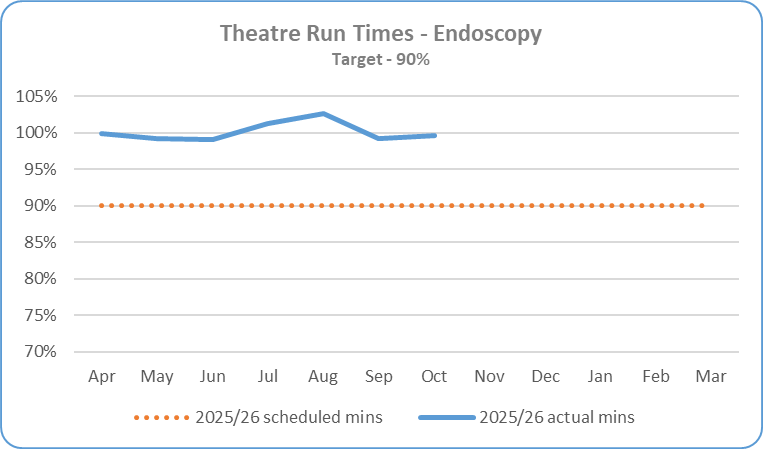 Theatre Run Times - Endoscopy
Target - 90%
105%
100%
95%
90%
85%
80%
75%
70%
Apr May Jun Jul Aug Sep Oct Nov Dec Jan Feb Mar
2025/26 scheduled mins 2025/26 actual mins